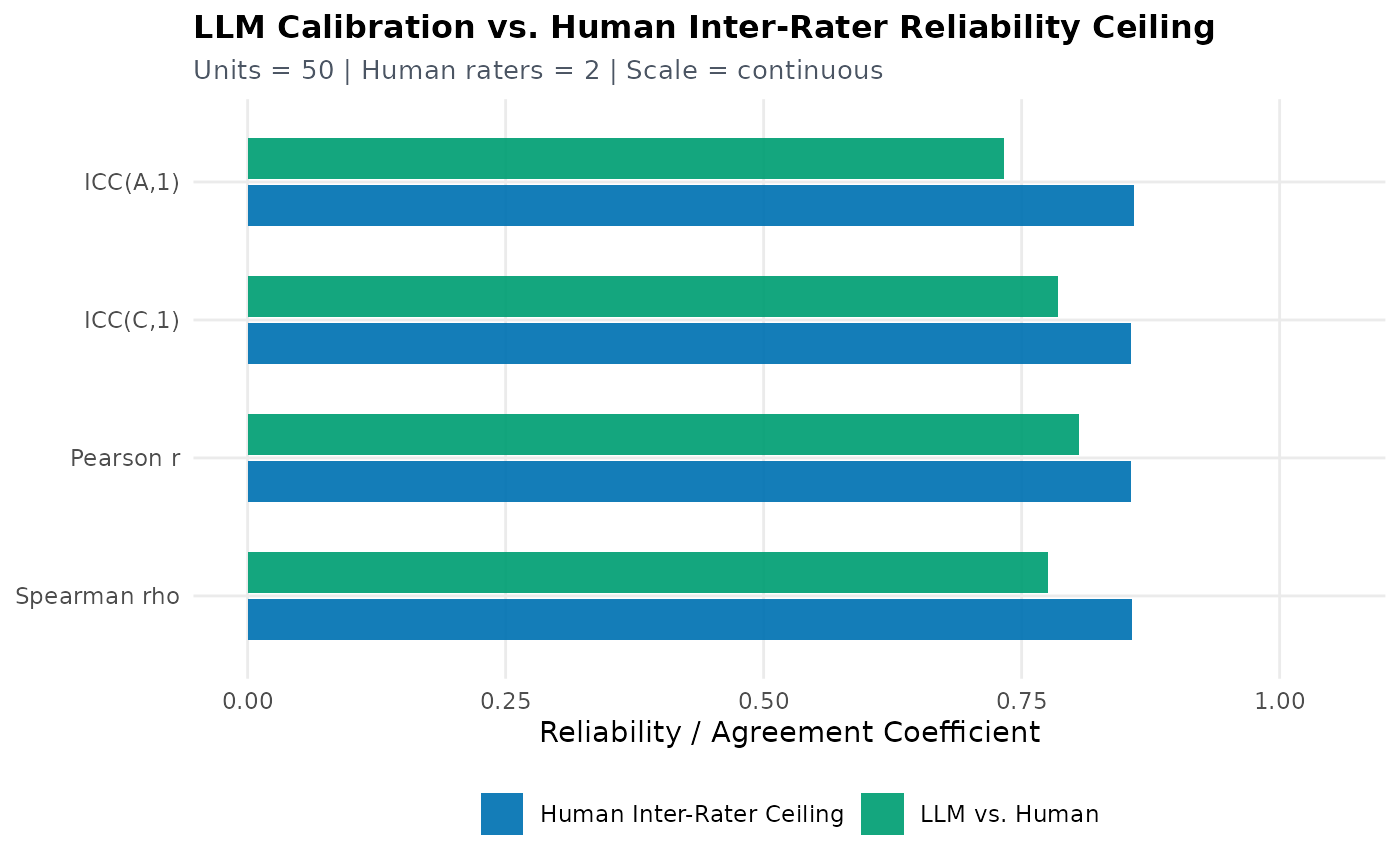 LLM Calibration vs. Human Inter-Rater Reliability Ceiling
Units = 50 | Human raters = 2 | Scale = continuous
ICC(A,1)
ICC(C,1)
Pearson r
Spearman rho
0.00 0.25 0.50 0.75 1.00
Reliability / Agreement Coefficient
Human Inter-Rater Ceiling LLM vs. Human